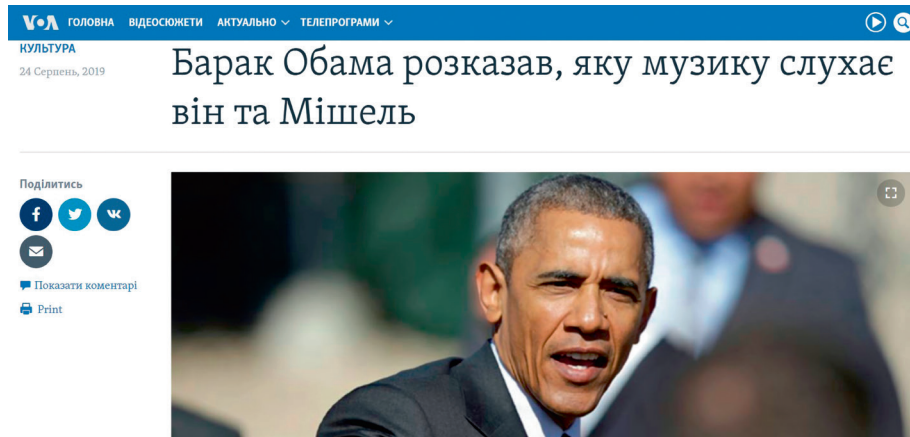 VOA ГОЛОВНА ВІДЕОСЮЖЕТИ АКТУАЛЬНО ТЕЛЕПРОГРАМИ
КУЛЬТУРА
24 Серпень, 2019
Барак Обама розказав, яку музику слухає
він та Мішель
Поділитись
Показати коментарі
Print